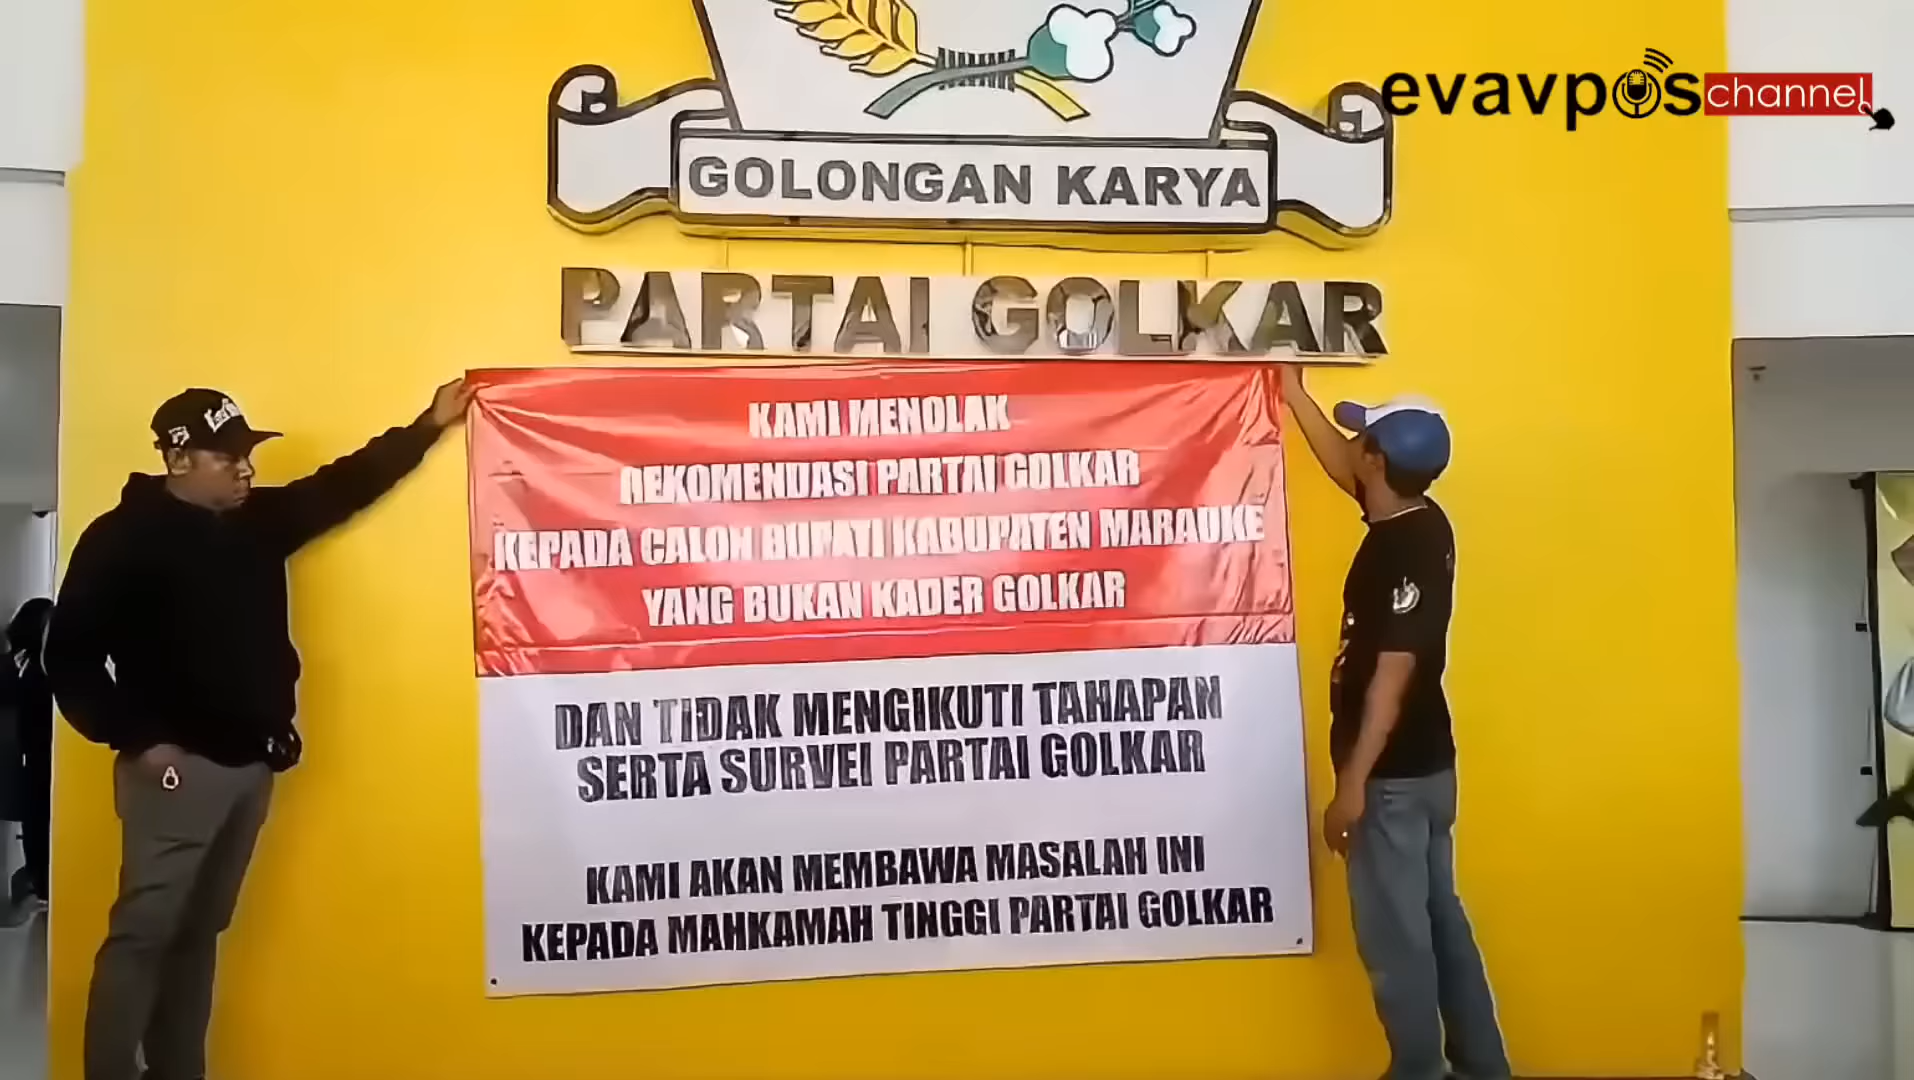 evavpos channel
GOLONGAN KARYA
PARTAI GOLKAR
KAMI MENOLAK
REKOMENDASI PARTAI GOLKAR
KEPADA CALON BUPATI KABUPATEN MARAUKE
YANG BUKAN KADER GOLKAR
DAN TIDAK MENGIKUTI TAHAPAN
SERTA SURVEI PARTAI GOLKAR
KAMI AKAN MEMBAWA MASALAH INI
KEPADA MAHKAMAH TINGGI PARTAI GOLKAR